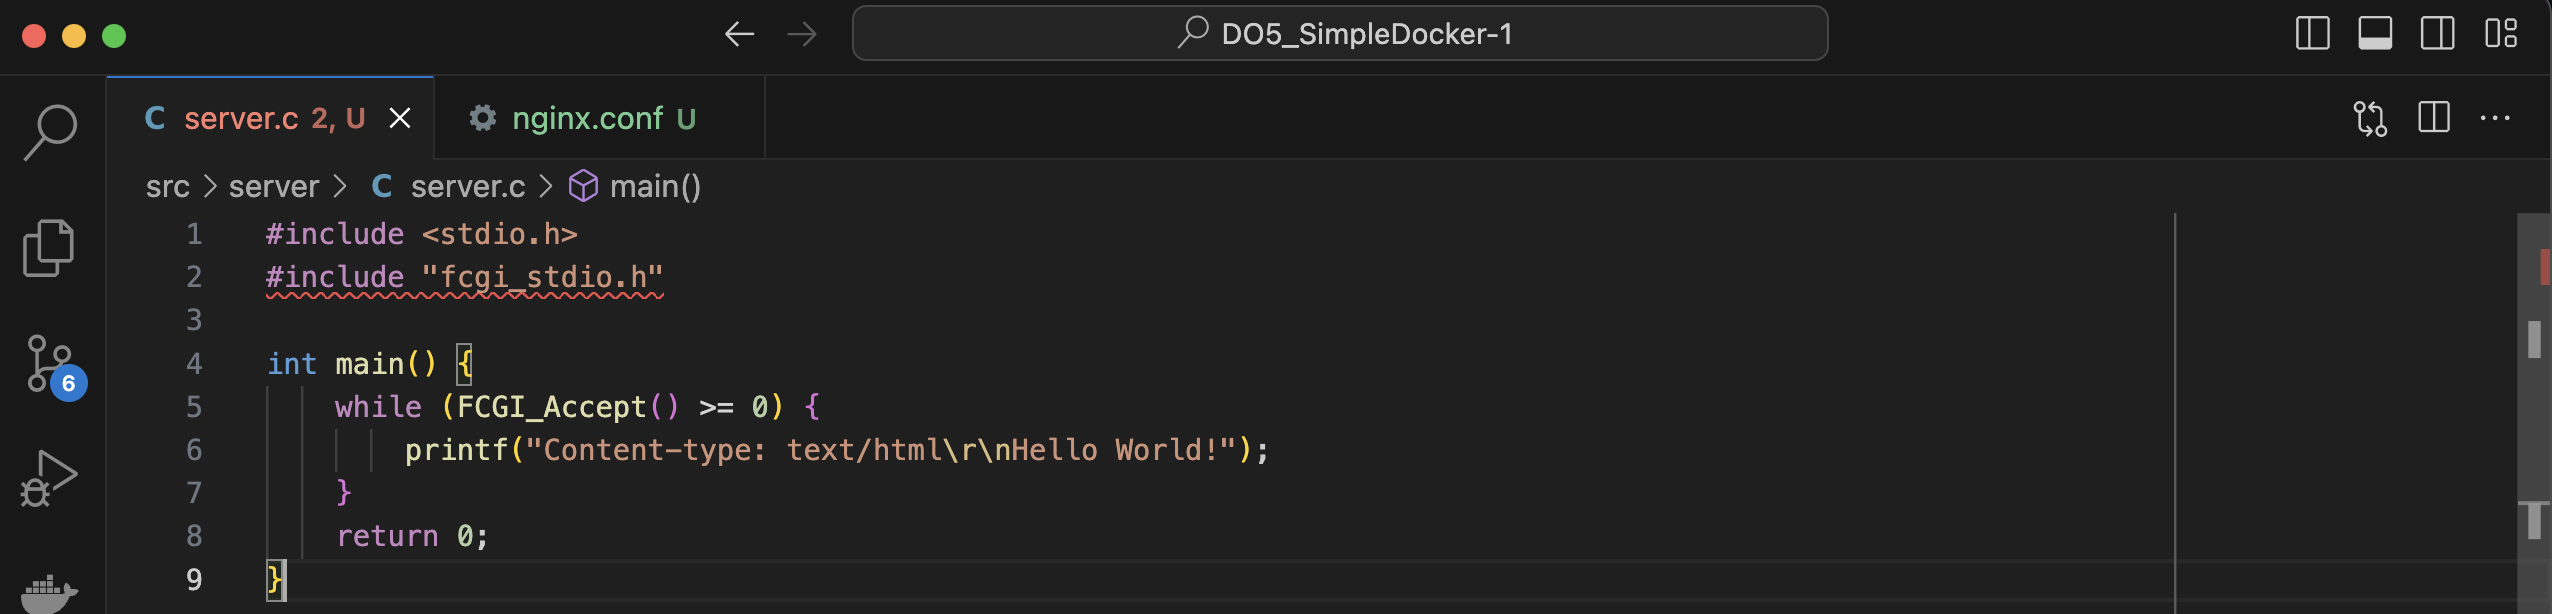 DO5_SimpleDocker-1
server.c 2, U
nginx.conf U
src > server > C server.c > main()
1 #include <stdio.h>
2 #include "fcgi_stdio.h"
3
4 int main() {
5 while (FCGI_Accept() >= 0) {
6 printf("Content-type: text/html\r\nHello World!");
7 }
8 return 0;
9 }
6